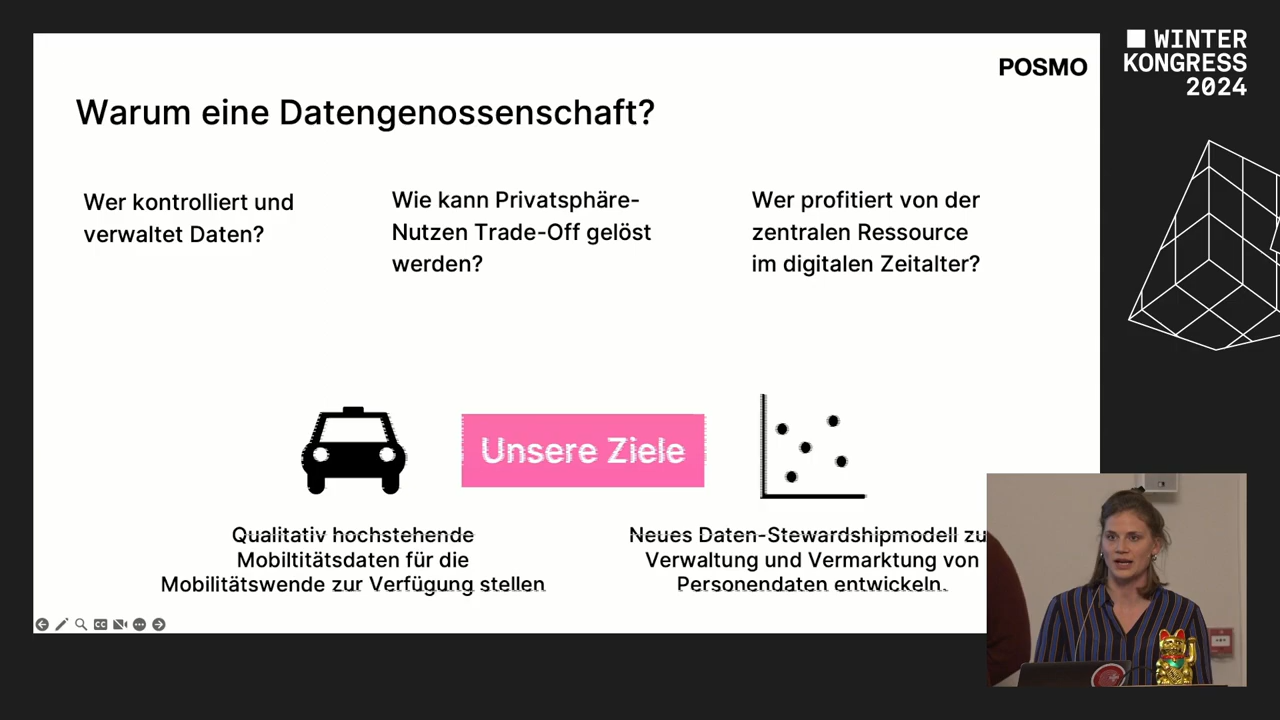 WINTER
KONGRESS
2024
POSMO
Warum eine Datengenossenschaft?
Wer kontrolliert und
verwaltet Daten?
Wie kann Privatsphäre-
Nutzen Trade-Off gelöst
werden?
Wer profitiert von der
zentralen Ressource
im digitalen Zeitalter?
Unsere Ziele
Qualitativ hochstehende
Mobiltitätsdaten für die
Mobilitätswende zur Verfügung stellen
Neues Daten-Stewardshipmodell zu
Verwaltung und Vermarktung von
Personendaten entwickeln.
CC